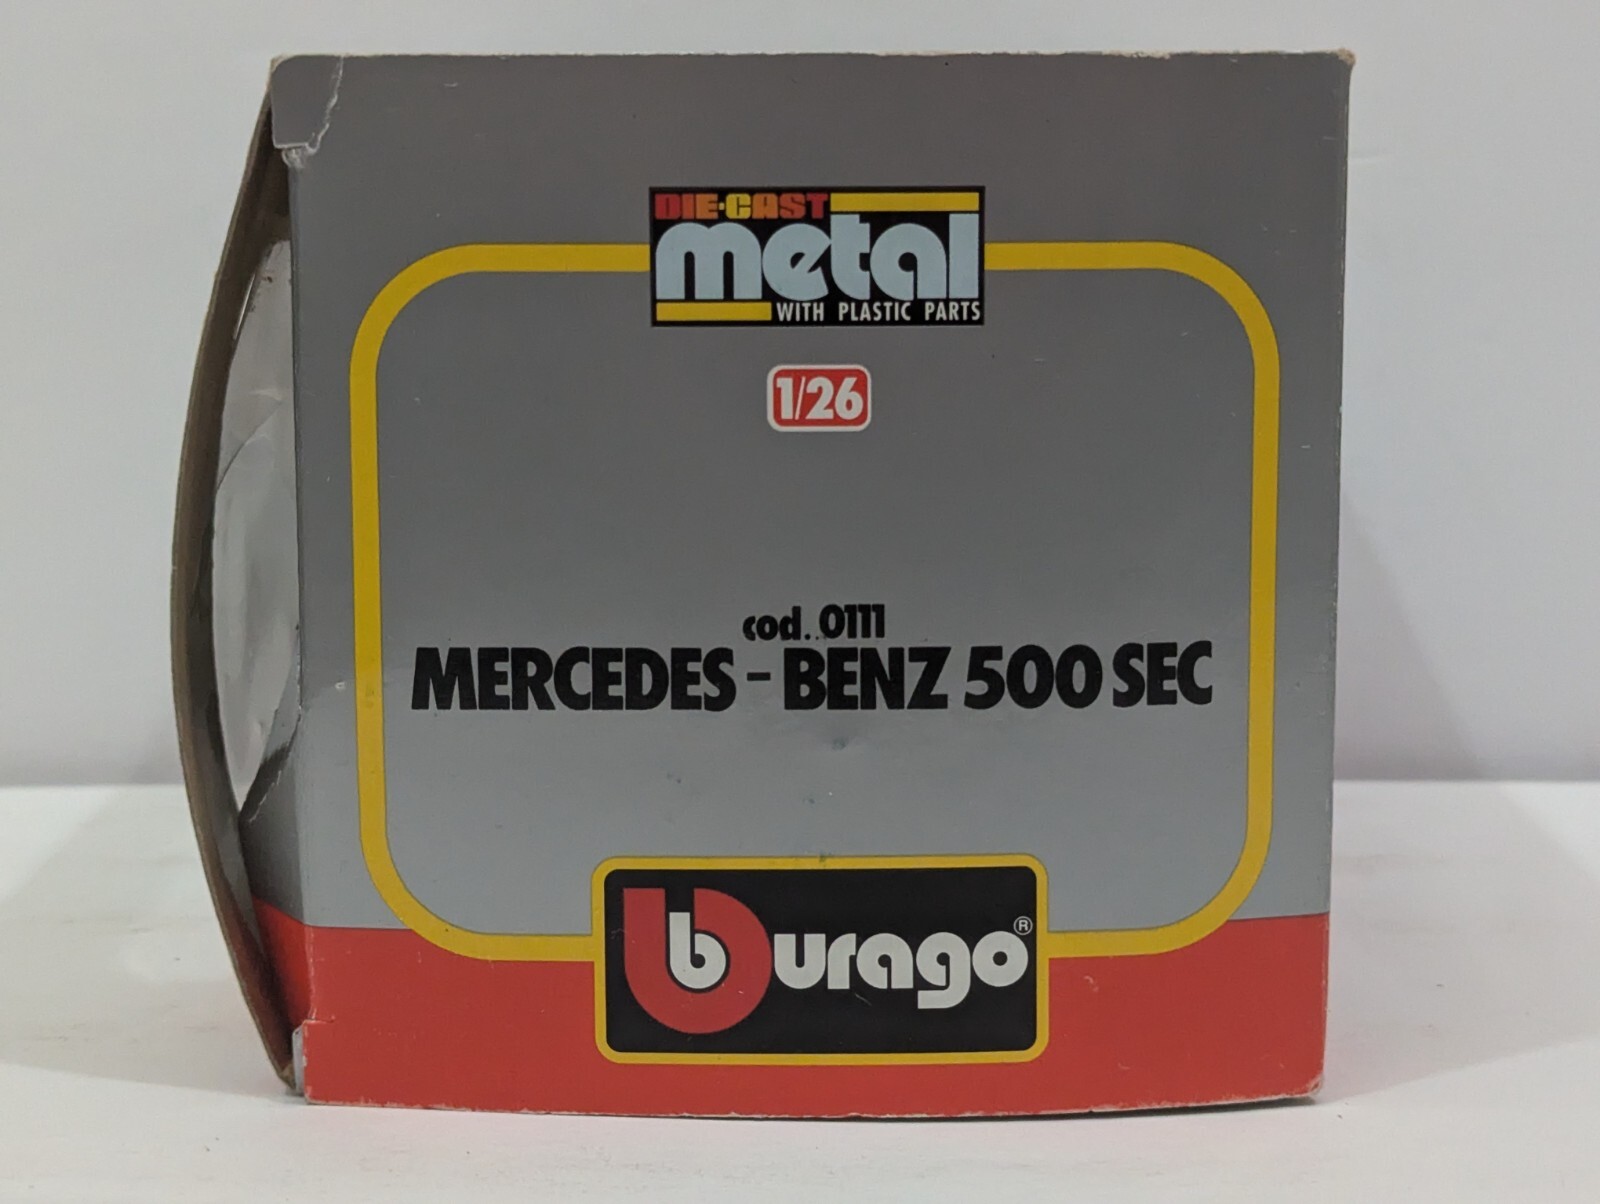 DIE-CAST
metal
WITH PLASTIC PARTS
1/26
cod. 0111
MERCEDES-BENZ 500 SEC
burago®